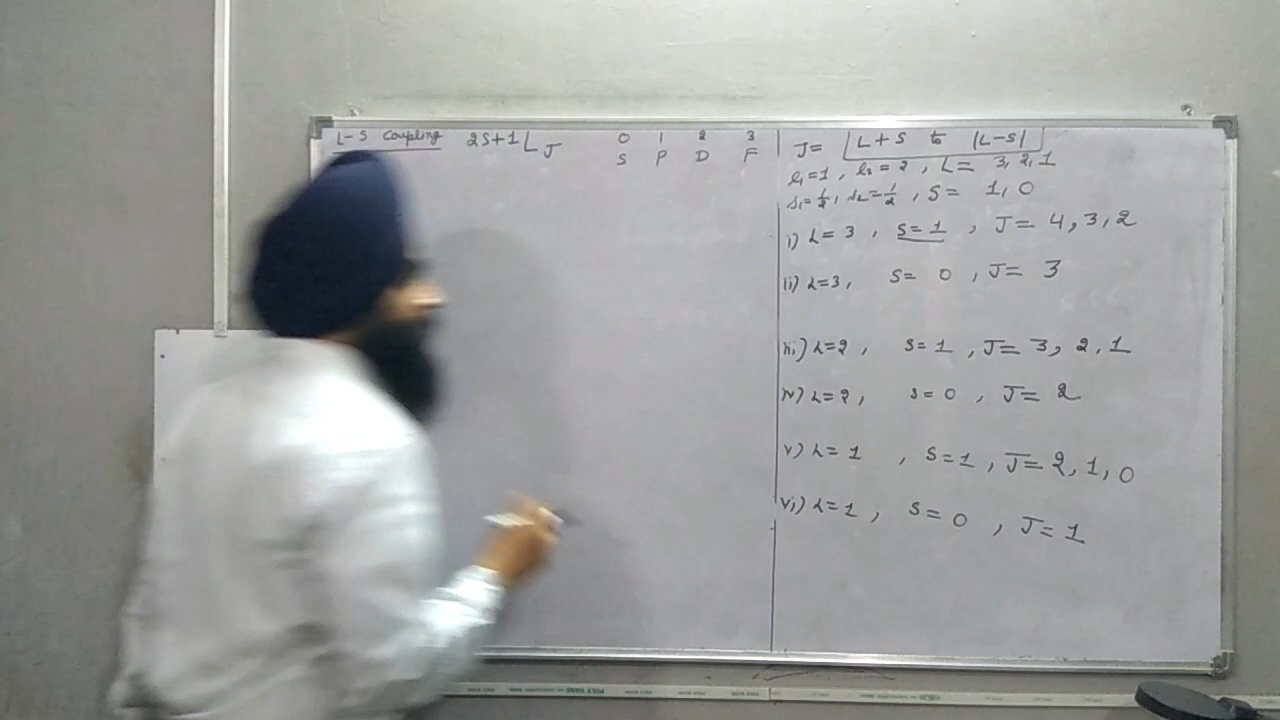 L-S Coupling 2S+1 L J
0 1 2 3
S P D F
J= L+S to |L-S|
l₁=1, l₂=2, L= 3,2,1
s₁=½, s₂=½, S= 1,0
i) L=3, S=1, J=4,3,2
ii) L=3, S=0, J=3
iii) L=2, S=1, J=3,2,1
iv) L=2, S=0, J=2
v) L=1, S=1, J=2,1,0
vi) L=1, S=0, J=1